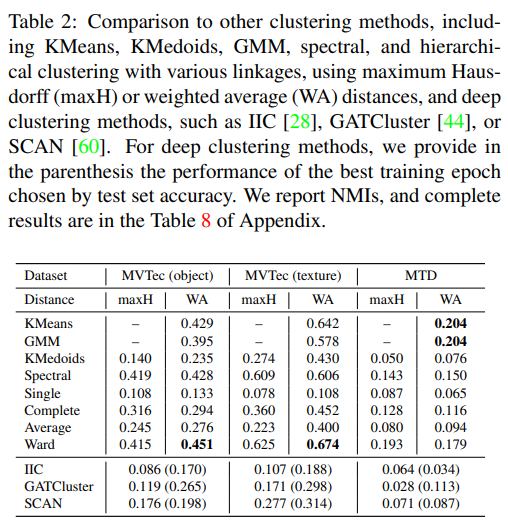 Table 2: Comparison to other clustering methods, includ-
ing KMeans, KMedoids, GMM, spectral, and hierarchi-
cal clustering with various linkages, using maximum Haus-
dorff (maxH) or weighted average (WA) distances, and deep
clustering methods, such as IIC [28], GATCluster [44], or
SCAN [60]. For deep clustering methods, we provide in
the parenthesis the performance of the best training epoch
chosen by test set accuracy. We report NMIs, and complete
results are in the Table 8 of Appendix.
Dataset MVTec (object) MVTec (texture) MTD
Distance maxH WA maxH WA maxH WA
KMeans – 0.429 – 0.642 – 0.204
GMM – 0.395 – 0.578 – 0.204
KMedoids 0.140 0.235 0.274 0.430 0.050 0.076
Spectral 0.419 0.428 0.609 0.606 0.143 0.150
Single 0.108 0.133 0.078 0.108 0.087 0.065
Complete 0.316 0.294 0.360 0.452 0.128 0.116
Average 0.245 0.276 0.223 0.400 0.080 0.094
Ward 0.415 0.451 0.625 0.674 0.193 0.179
IIC 0.086 (0.170) 0.107 (0.188) 0.064 (0.034)
GATCluster 0.119 (0.265) 0.171 (0.298) 0.028 (0.113)
SCAN 0.176 (0.198) 0.277 (0.314) 0.071 (0.087)